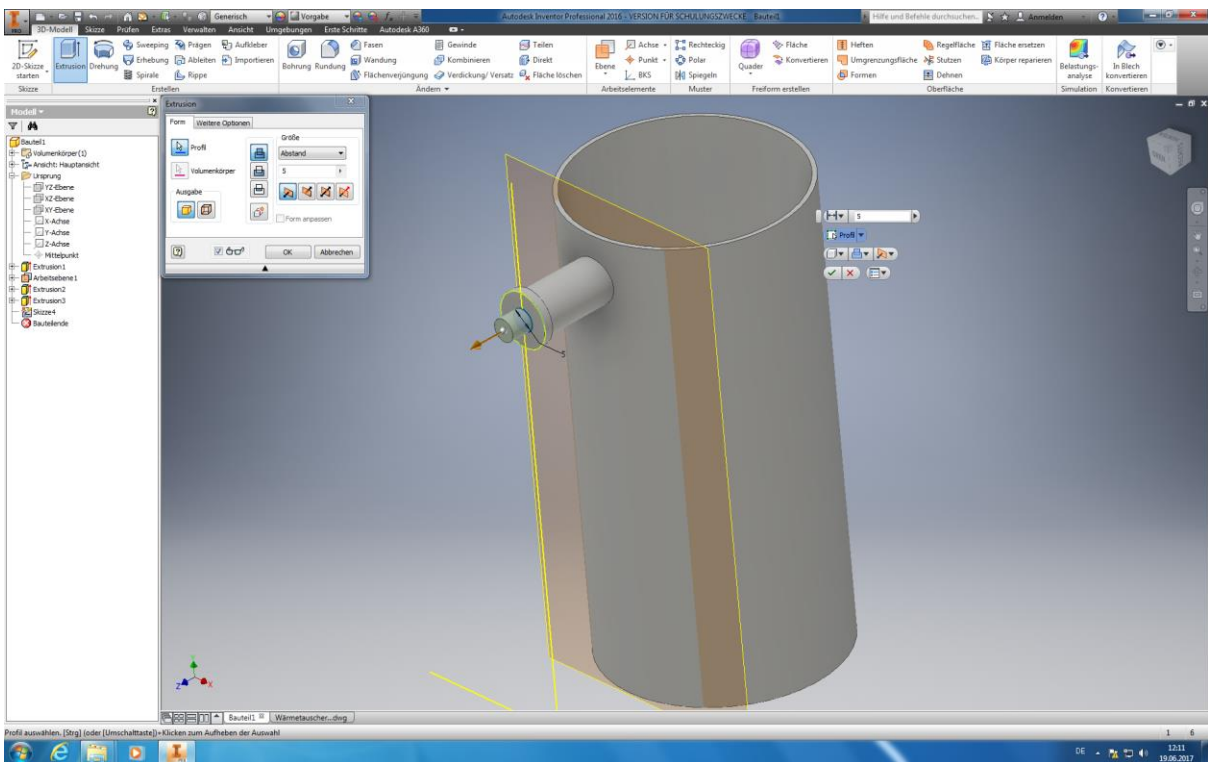 Generisch Vorgabe Autodesk Inventor Professional 2016 - VERSION FÜR SCHULUNGSZWECKE Bauteil1 Hilfe und Befehle durchsuchen... Anmelden
PRO 3D-Modell Skizze Prüfen Extras Verwalten Ansicht Umgebungen Erste Schritte Autodesk A360
2D-Skizze starten
Extrusion Drehung
Sweeping Prägen Aufkleber
Erhebung Ableiten Importieren
Spirale Rippe
Bohrung Rundung
Fasen Gewinde Teilen
Wandung Kombinieren Direkt
Flächenverjüngung Verdickung/ Versatz Fläche löschen
Ebene
Achse
Punkt
BKS
Rechteckig
Polar
Spiegeln
Quader
Fläche
Konvertieren
Heften Regelfläche Fläche ersetzen
Umgrenzungsfläche Stutzen Körper reparieren
Formen Dehnen
Belastungs-
analyse
In Blech
konvertieren
Skizze Erstellen Ändern Arbeitselemente Muster Freiform erstellen Oberfläche Simulation Konvertieren
Modell
Bauteil1
Volumenkörper(1)
Ansicht: Hauptansicht
Ursprung
YZ-Ebene
XZ-Ebene
XY-Ebene
X-Achse
Y-Achse
Z-Achse
Mittelpunkt
Extrusion1
Arbeitsebene1
Extrusion2
Extrusion3
Skizze4
Bauteilende
Extrusion
Form Weitere Optionen
Profil
Volumenkörper
Ausgabe
Größe
Abstand
5
Form anpassen
OK Abbrechen
5
Profil
5
Y
Z X
Bauteil1 Wärmetauscher...dwg
Profil auswählen. [Strg] (oder [Umschalttaste])+Klicken zum Aufheben der Auswahl 1 6
DE 12:11
19.06.2017